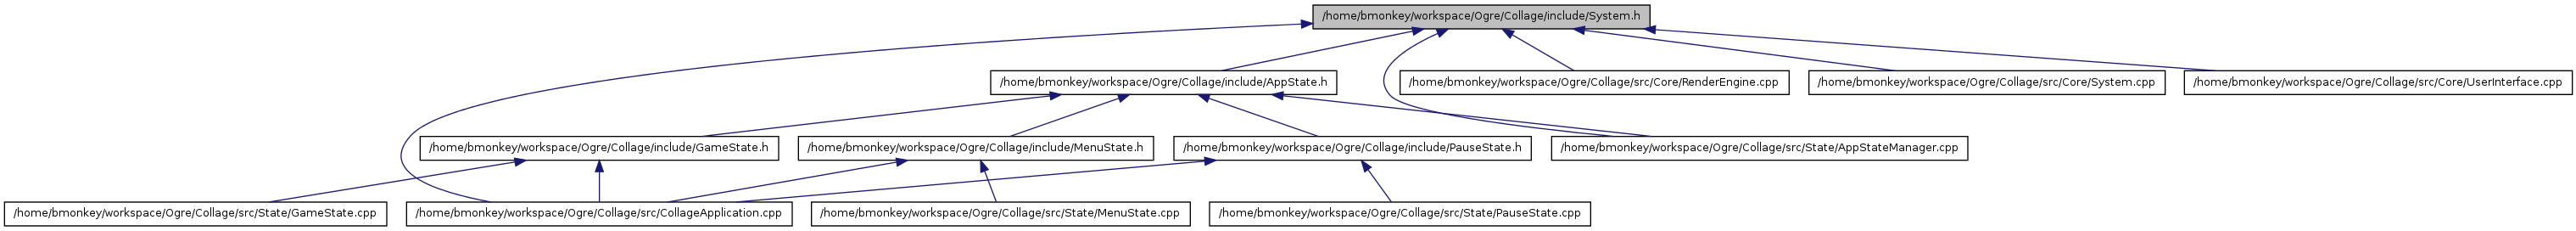 /home/bmonkey/workspace/Ogre/Collage/include/System.h
/home/bmonkey/workspace/Ogre/Collage/include/AppState.h
/home/bmonkey/workspace/Ogre/Collage/src/Core/RenderEngine.cpp
/home/bmonkey/workspace/Ogre/Collage/src/Core/System.cpp
/home/bmonkey/workspace/Ogre/Collage/src/Core/UserInterface.cpp
/home/bmonkey/workspace/Ogre/Collage/include/GameState.h
/home/bmonkey/workspace/Ogre/Collage/include/MenuState.h
/home/bmonkey/workspace/Ogre/Collage/include/PauseState.h
/home/bmonkey/workspace/Ogre/Collage/src/State/AppStateManager.cpp
/home/bmonkey/workspace/Ogre/Collage/src/State/GameState.cpp
/home/bmonkey/workspace/Ogre/Collage/src/CollageApplication.cpp
/home/bmonkey/workspace/Ogre/Collage/src/State/MenuState.cpp
/home/bmonkey/workspace/Ogre/Collage/src/State/PauseState.cpp